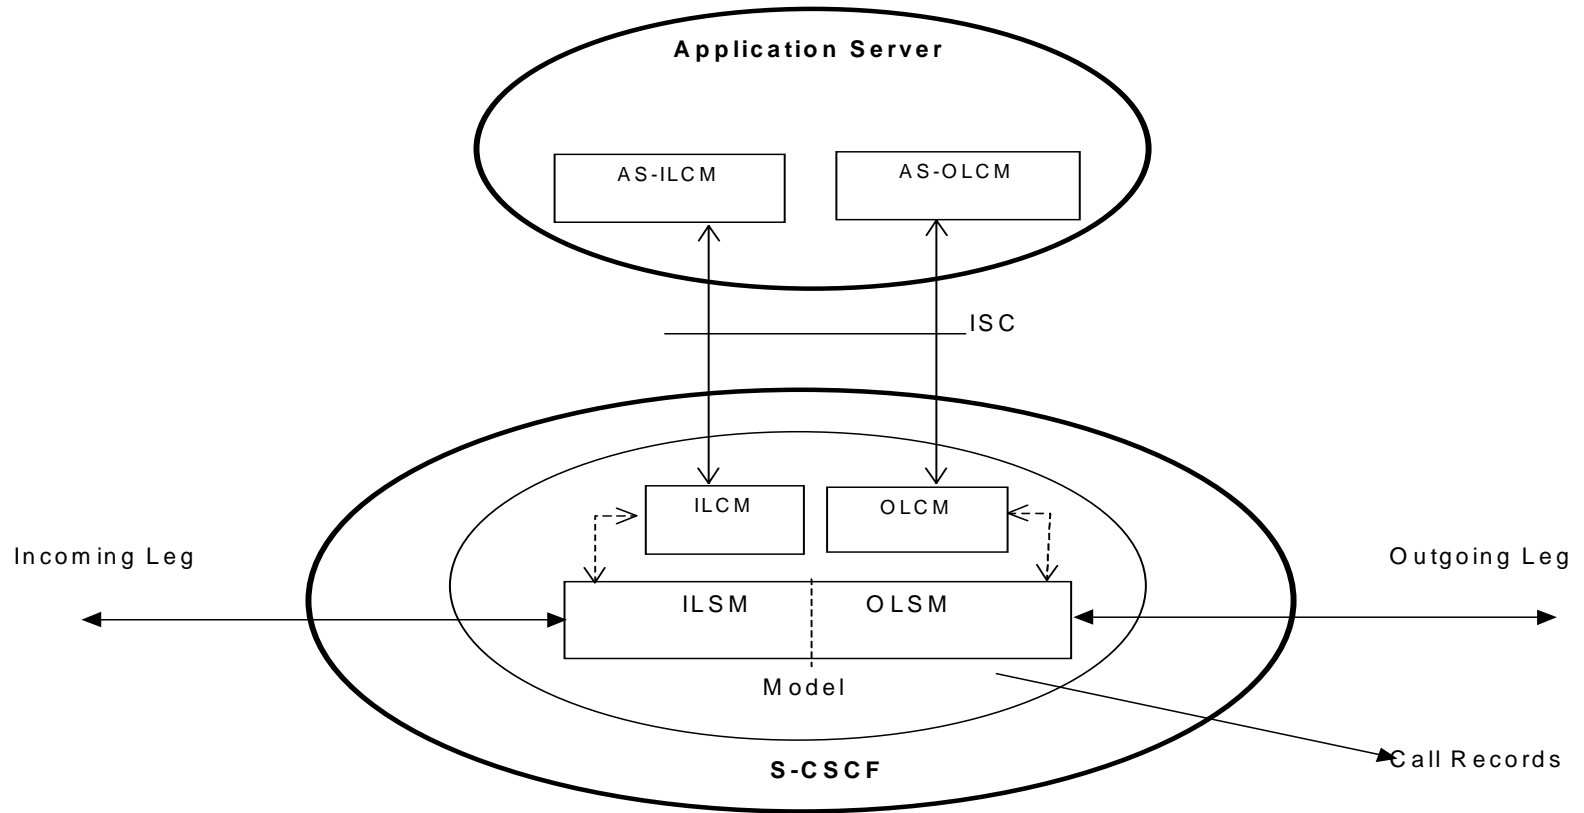 Application Server
AS-ILCM
AS-OLCM
ISC
ILCM
OLCM
Incoming Leg
Outgoing Leg
ILSM
OLSM
Model
S-CSCF
Call Records